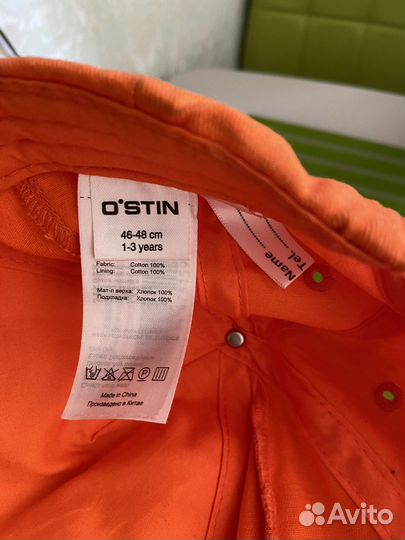 O'STIN
46-48 cm
1-3 years
Fabric: Cotton 100%
Lining: Cotton 100%
Мат-л верха: Хлопок 100%
Подкладка: Хлопок 100%
Made in China
Произведено в Китае
Name
Tel.
Avito